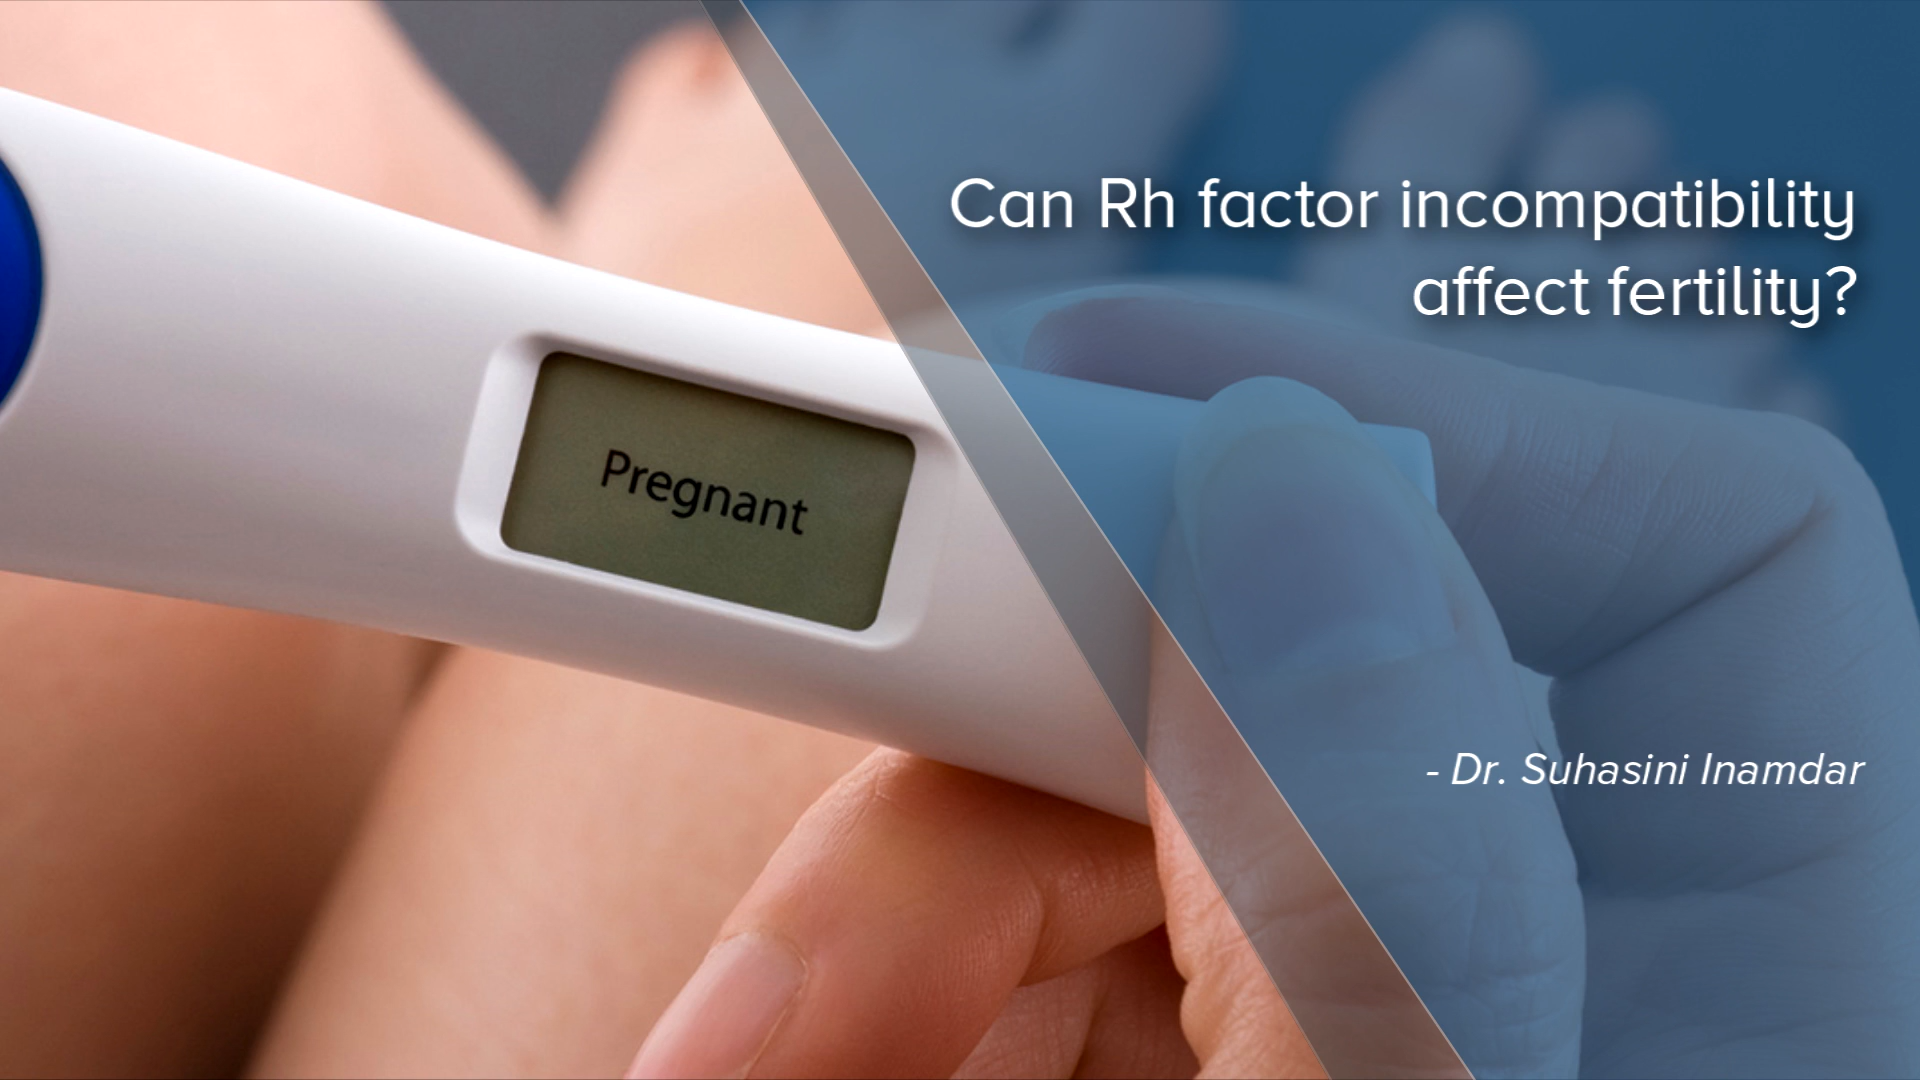 Can Rh factor incompatibility
affect fertility?
Pregnant
- Dr. Suhasini Inamdar